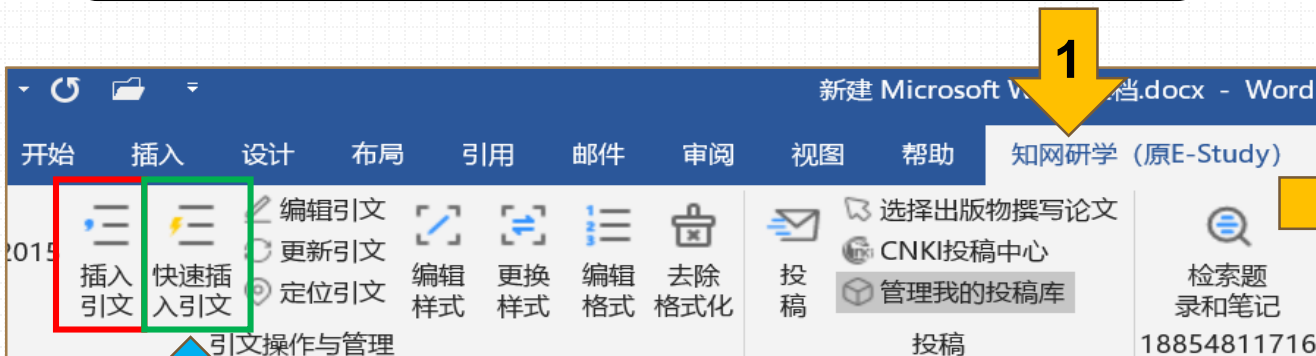 1
新建 Microsoft W 档.docx - Word
开始 插入 设计 布局 引用 邮件 审阅 视图 帮助 知网研学（原E-Study）
2015
插入
引文
快速插
入引文
编辑引文
更新引文
定位引文
编辑
样式
更换
样式
编辑
格式
去除
格式化
投
稿
选择出版物撰写论文
CNKI投稿中心
管理我的投稿库
检索题
录和笔记
引文操作与管理 投稿 18854811716